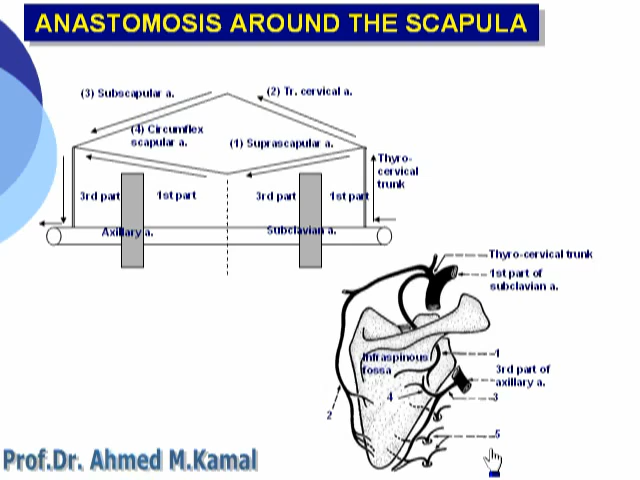 ANASTOMOSIS AROUND THE SCAPULA
(3) Subscapular a.
(2) Tr. cervical a.
(4) Circumflex
scapular a.
(1) Suprascapular a.
Thyro-
cervical
trunk
3rd part
1st part
3rd part
1st part
Axillary a.
Subclavian a.
Thyro-cervical trunk
1st part of
subclavian a.
Infraspinous
fossa
1
3rd part of
axillary a.
4
3
2
5
Prof.Dr. Ahmed M.Kamal